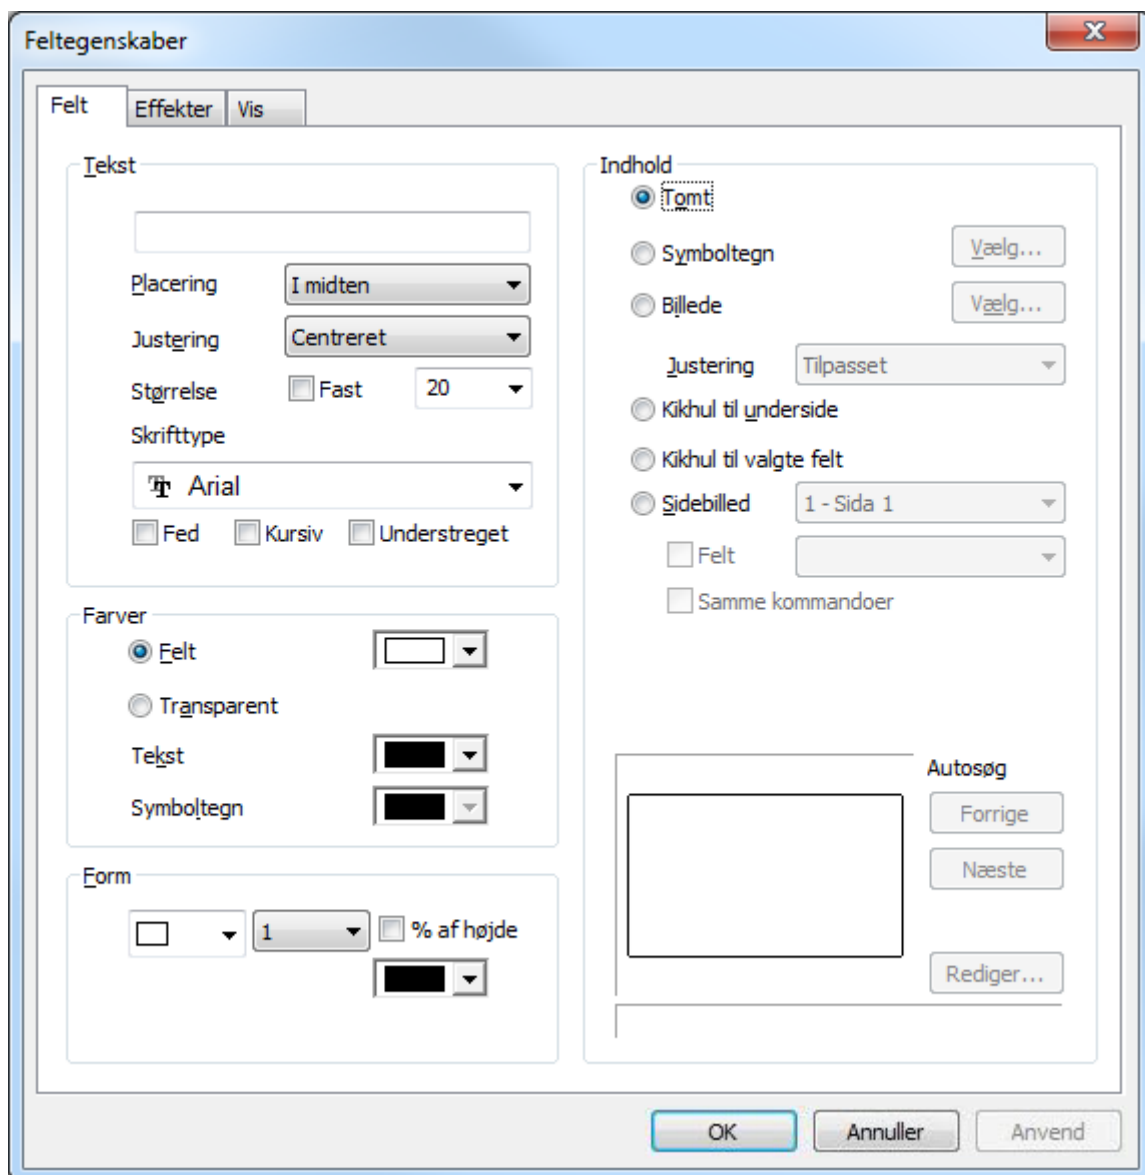 Feltegenskaber
Felt Effekter Vis
Tekst
Placering I midten
Justering Centreret
Størrelse Fast 20
Skrifttype
Arial
Fed Kursiv Understreget
Farver
Felt
Transparent
Tekst
Symboltegn
Form
1 % af højde
Indhold
Tomt
Symboltegn Vælg...
Billede Vælg...
Justering Tilpasset
Kikhul til underside
Kikhul til valgte felt
Sidebilled 1 - Sida 1
Felt
Samme kommandoer
Autosøg
Forrige
Næste
Rediger...
OK Annuller Anvend